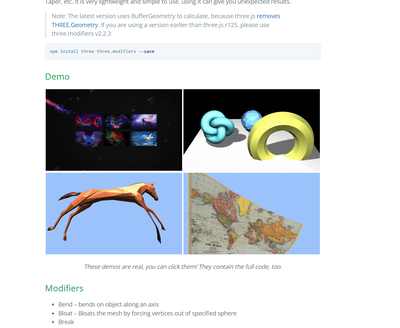 Taper, etc. It is very lightweight and simple to use, using it can give you unexpected results.
Note: The latest version uses BufferGeometry to calculate, because three.js removes
THREE.Geometry. If you are using a version earlier than three.js r125, please use
three.modifiers v2.2.3
npm install three three.modifiers --save
Demo
These demos are real, you can click them! They contain the full code, too.
Modifiers
Bend – bends on object along an axis
Bloat – Bloats the mesh by forcing vertices out of specified sphere
Break